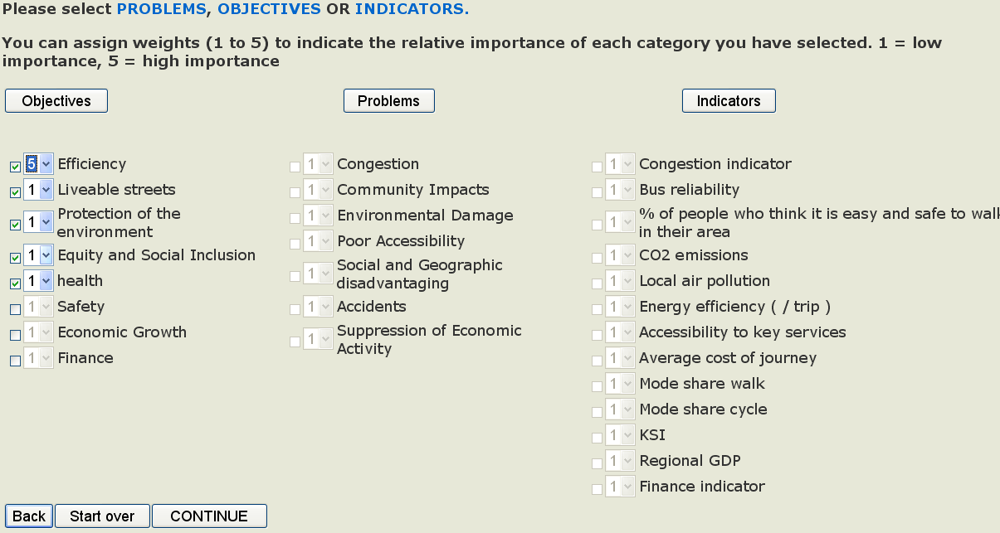 Please select PROBLEMS, OBJECTIVES OR INDICATORS.
You can assign weights (1 to 5) to indicate the relative importance of each category you have selected. 1 = low
importance, 5 = high importance
Objectives
Problems
Indicators
5 Efficiency
1 Liveable streets
1 Protection of the
environment
1 Equity and Social Inclusion
1 health
1 Safety
1 Economic Growth
1 Finance
1 Congestion
1 Community Impacts
1 Environmental Damage
1 Poor Accessibility
1 Social and Geographic
disadvantaging
1 Accidents
1 Suppression of Economic
Activity
1 Congestion indicator
1 Bus reliability
1 % of people who think it is easy and safe to walk
in their area
1 CO2 emissions
1 Local air pollution
1 Energy efficiency ( / trip )
1 Accessibility to key services
1 Average cost of journey
1 Mode share walk
1 Mode share cycle
1 KSI
1 Regional GDP
1 Finance indicator
Back Start over CONTINUE